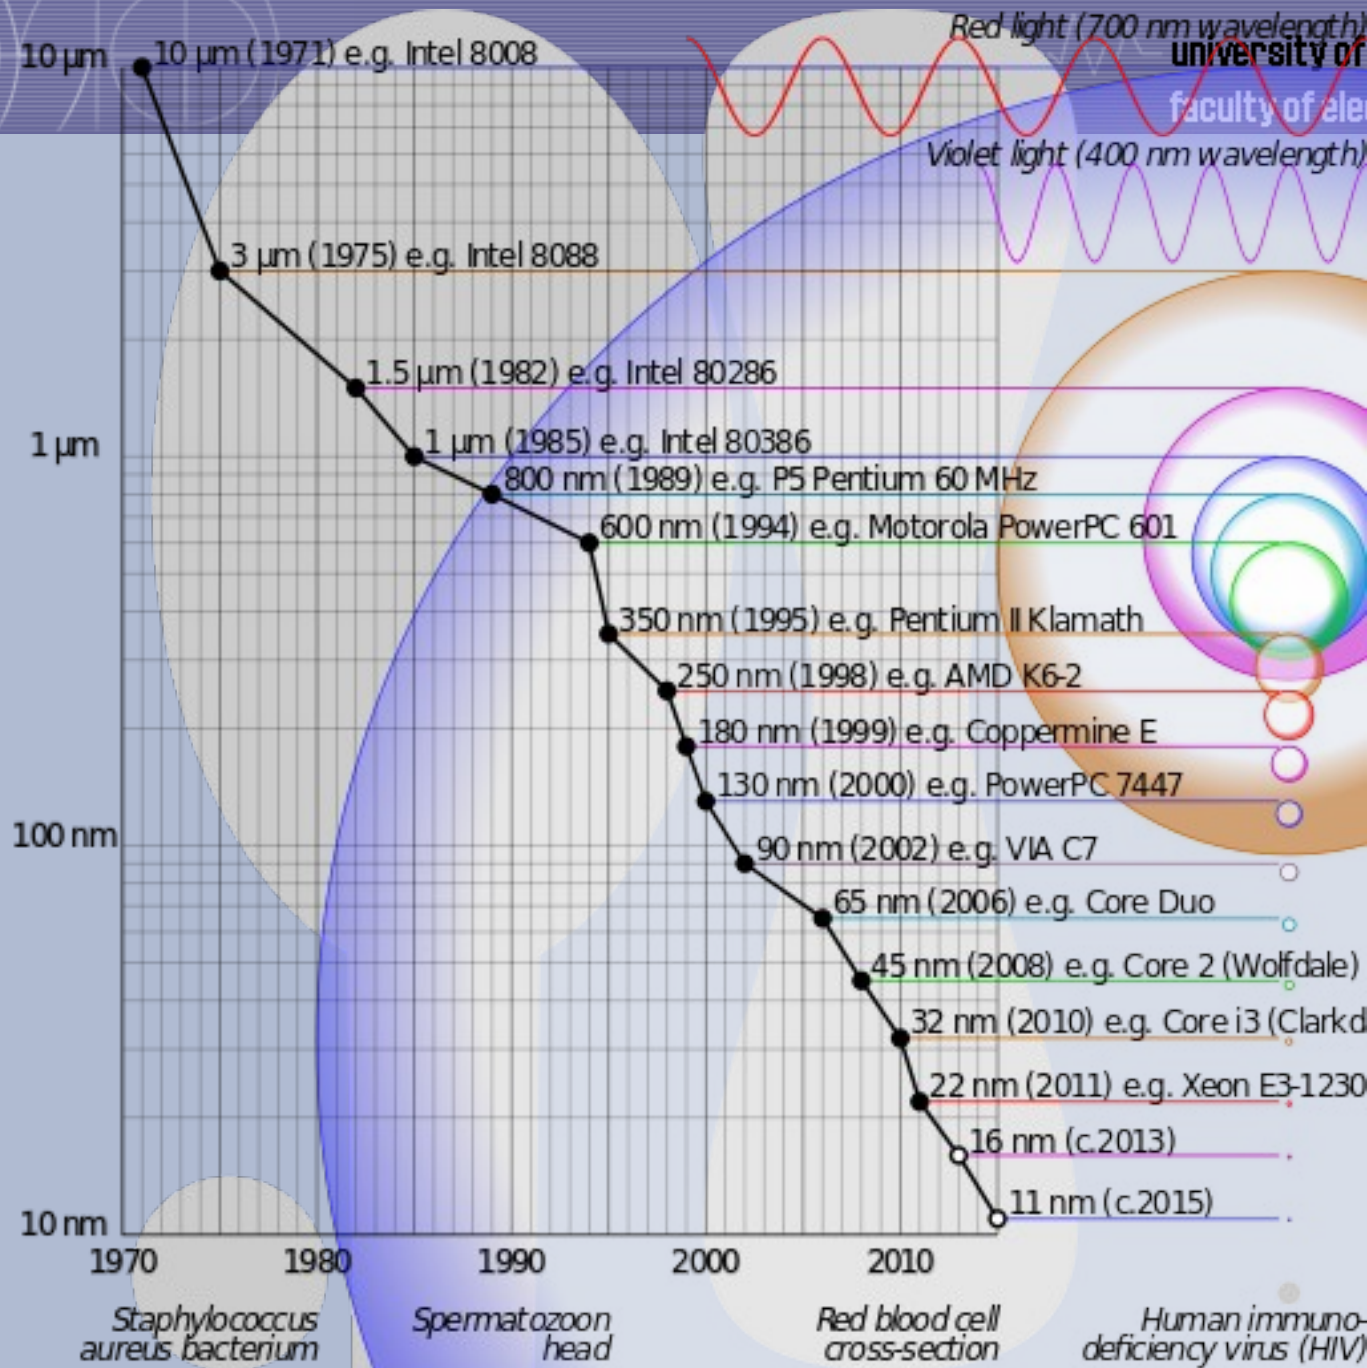 Red light (700 nm wavelength)
university of
10 µm
10 µm (1971) e.g. Intel 8008
faculty of ele
Violet light (400 nm wavelength)
3 µm (1975) e.g. Intel 8088
1.5 µm (1982) e.g. Intel 80286
1 µm
1 µm (1985) e.g. Intel 80386
800 nm (1989) e.g. P5 Pentium 60 MHz
600 nm (1994) e.g. Motorola PowerPC 601
350 nm (1995) e.g. Pentium II Klamath
250 nm (1998) e.g. AMD K6-2
180 nm (1999) e.g. Coppermine E
130 nm (2000) e.g. PowerPC 7447
100 nm
90 nm (2002) e.g. VIA C7
65 nm (2006) e.g. Core Duo
45 nm (2008) e.g. Core 2 (Wolfdale)
32 nm (2010) e.g. Core i3 (Clarkd
22 nm (2011) e.g. Xeon E3-1230
16 nm (c.2013)
11 nm (c.2015)
10 nm
1970 1980 1990 2000 2010
Staphylococcus
aureus bacterium
Spermatozoon
head
Red blood cell
cross-section
Human immuno-
deficiency virus (HIV)